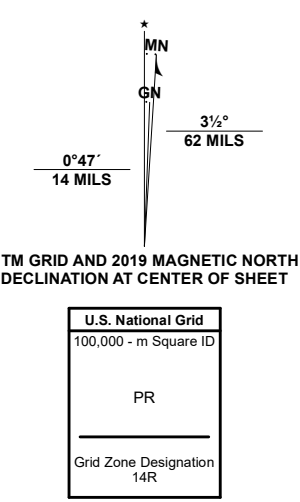 MN
GN
3½°
62 MILS
0°47´
14 MILS
TM GRID AND 2019 MAGNETIC NORTH
DECLINATION AT CENTER OF SHEET
U.S. National Grid
100,000 - m Square ID
PR
Grid Zone Designation
14R